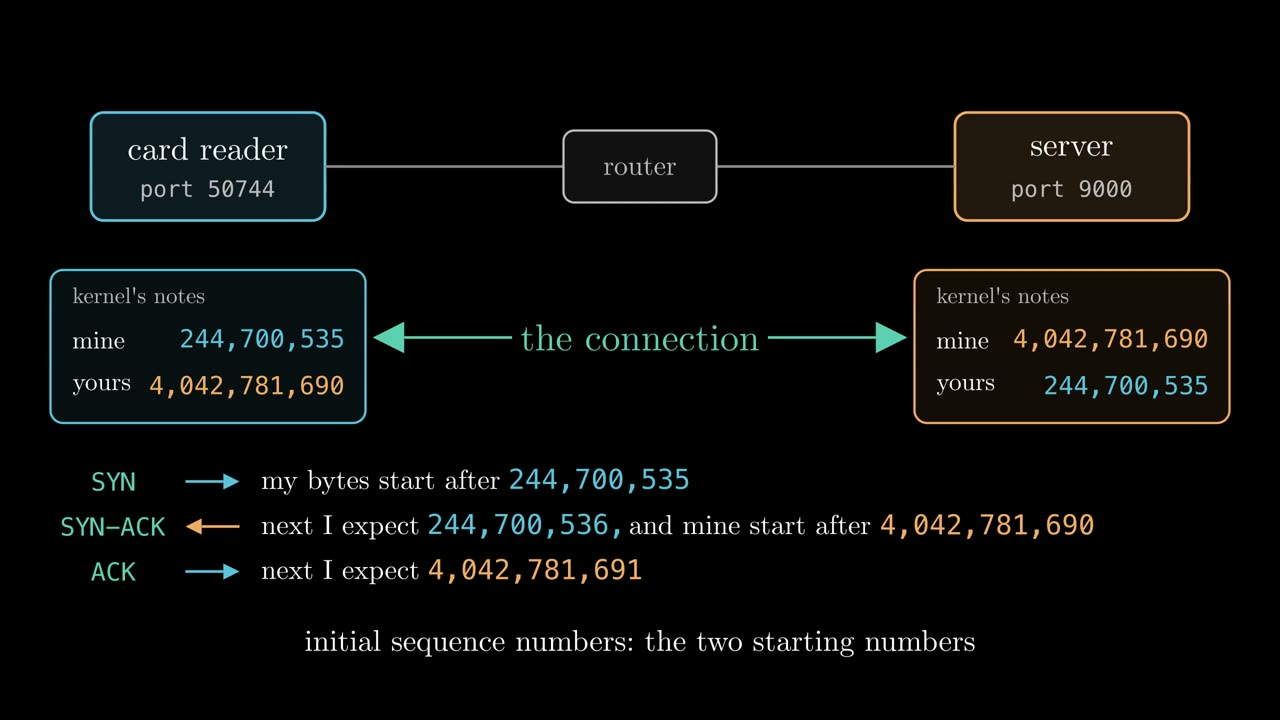 card reader
port 50744
router
server
port 9000
kernel's notes
mine 244,700,535
yours 4,042,781,690
the connection
kernel's notes
mine 4,042,781,690
yours 244,700,535
SYN my bytes start after 244,700,535
SYN-ACK next I expect 244,700,536, and mine start after 4,042,781,690
ACK next I expect 4,042,781,691
initial sequence numbers: the two starting numbers